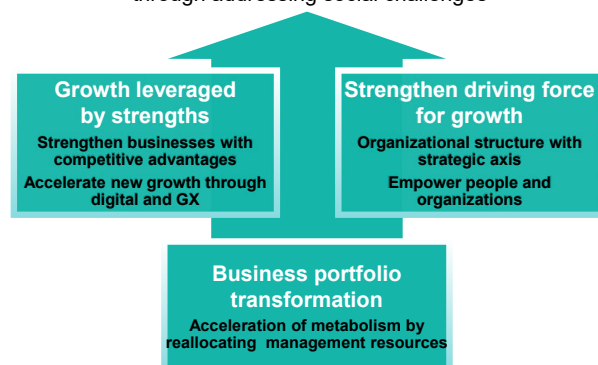 through addressing social challenges
Growth leveraged
by strengths
Strengthen businesses with
competitive advantages
Accelerate new growth through
digital and GX
Strengthen driving force
for growth
Organizational structure with
strategic axis
Empower people and
organizations
Business portfolio
transformation
Acceleration of metabolism by
reallocating management resources